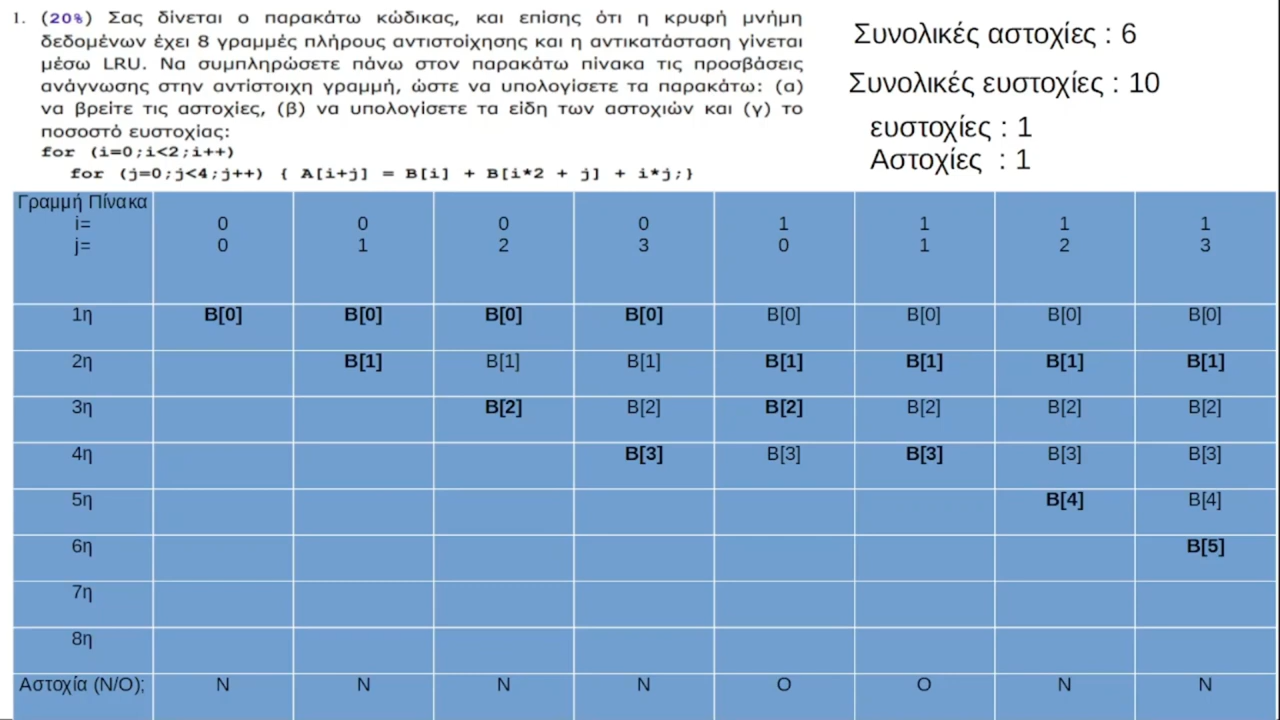 1. (20%) Σας δίνεται ο παρακάτω κώδικας, και επίσης ότι η κρυφή μνήμη
δεδομένων έχει 8 γραμμές πλήρους αντιστοίχησης και η αντικατάσταση γίνεται
μέσω LRU. Να συμπληρώσετε πάνω στον παρακάτω πίνακα τις προσβάσεις
ανάγνωσης στην αντίστοιχη γραμμή, ώστε να υπολογίσετε τα παρακάτω: (α)
να βρείτε τις αστοχίες, (β) να υπολογίσετε τα είδη των αστοχιών και (γ) το
ποσοστό ευστοχίας:
for (i=0;i<2;i++)
for (j=0;j<4;j++) { A[i+j] = B[i] + B[i*2 + j] + i*j;}
Συνολικές αστοχίες : 6
Συνολικές ευστοχίες : 10
ευστοχίες : 1
Αστοχίες : 1
Γραμμή Πίνακα
i= 0 0 0 0 1 1 1 1
j= 0 1 2 3 0 1 2 3
1η B[0] B[0] B[0] B[0] B[0] B[0] B[0] B[0]
2η B[1] B[1] B[1] B[1] B[1] B[1] B[1]
3η B[2] B[2] B[2] B[2] B[2] B[2]
4η B[3] B[3] B[3] B[3] B[3]
5η B[4] B[4]
6η B[5]
7η
8η
Αστοχία (Ν/Ο); Ν Ν Ν Ν Ο Ο Ν Ν